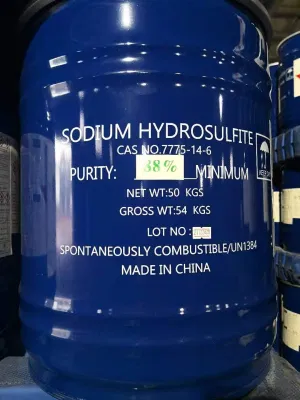 SODIUM HYDROSULFITE
CAS NO.7775-14-6
PURITY: 88% MINIMUM
NET WT:50 KGS
GROSS WT:54 KGS
LOT NO :
SPONTANEOUSLY COMBUSTIBLE/UN1384
MADE IN CHINA